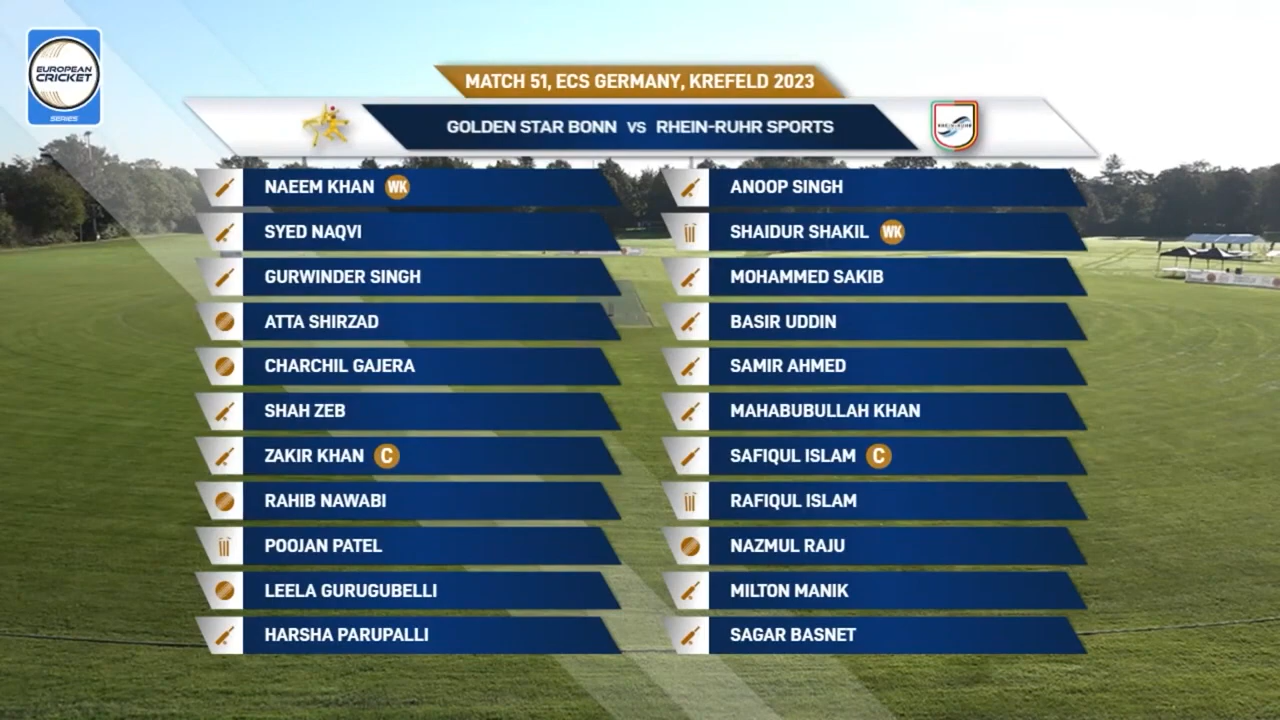 EUROPEAN
CRICKET
SERIES
MATCH 51, ECS GERMANY, KREFELD 2023
GOLDEN STAR BONN VS RHEIN-RUHR SPORTS
RHEIN-RUHR
NAEEM KHAN WK
SYED NAQVI
GURWINDER SINGH
ATTA SHIRZAD
CHARCHIL GAJERA
SHAH ZEB
ZAKIR KHAN C
RAHIB NAWABI
POOJAN PATEL
LEELA GURUGUBELLI
HARSHA PARUPALLI
ANOOP SINGH
SHAIDUR SHAKIL WK
MOHAMMED SAKIB
BASIR UDDIN
SAMIR AHMED
MAHABUBULLAH KHAN
SAFIQUL ISLAM C
RAFIQUL ISLAM
NAZMUL RAJU
MILTON MANIK
SAGAR BASNET